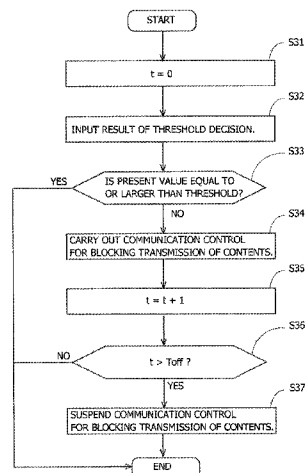 START
S31
t = 0
S32
INPUT RESULT OF THRESHOLD DECISION.
S33
YES
IS PRESENT VALUE EQUAL TO
OR LARGER THAN THRESHOLD?
NO
S34
CARRY OUT COMMUNICATION CONTROL
FOR BLOCKING TRANSMISSION OF CONTENTS.
S35
t = t + 1
S36
NO
t > Toff ?
YES
S37
SUSPEND COMMUNICATION CONTROL
FOR BLOCKING TRANSMISSION OF CONTENTS.
END